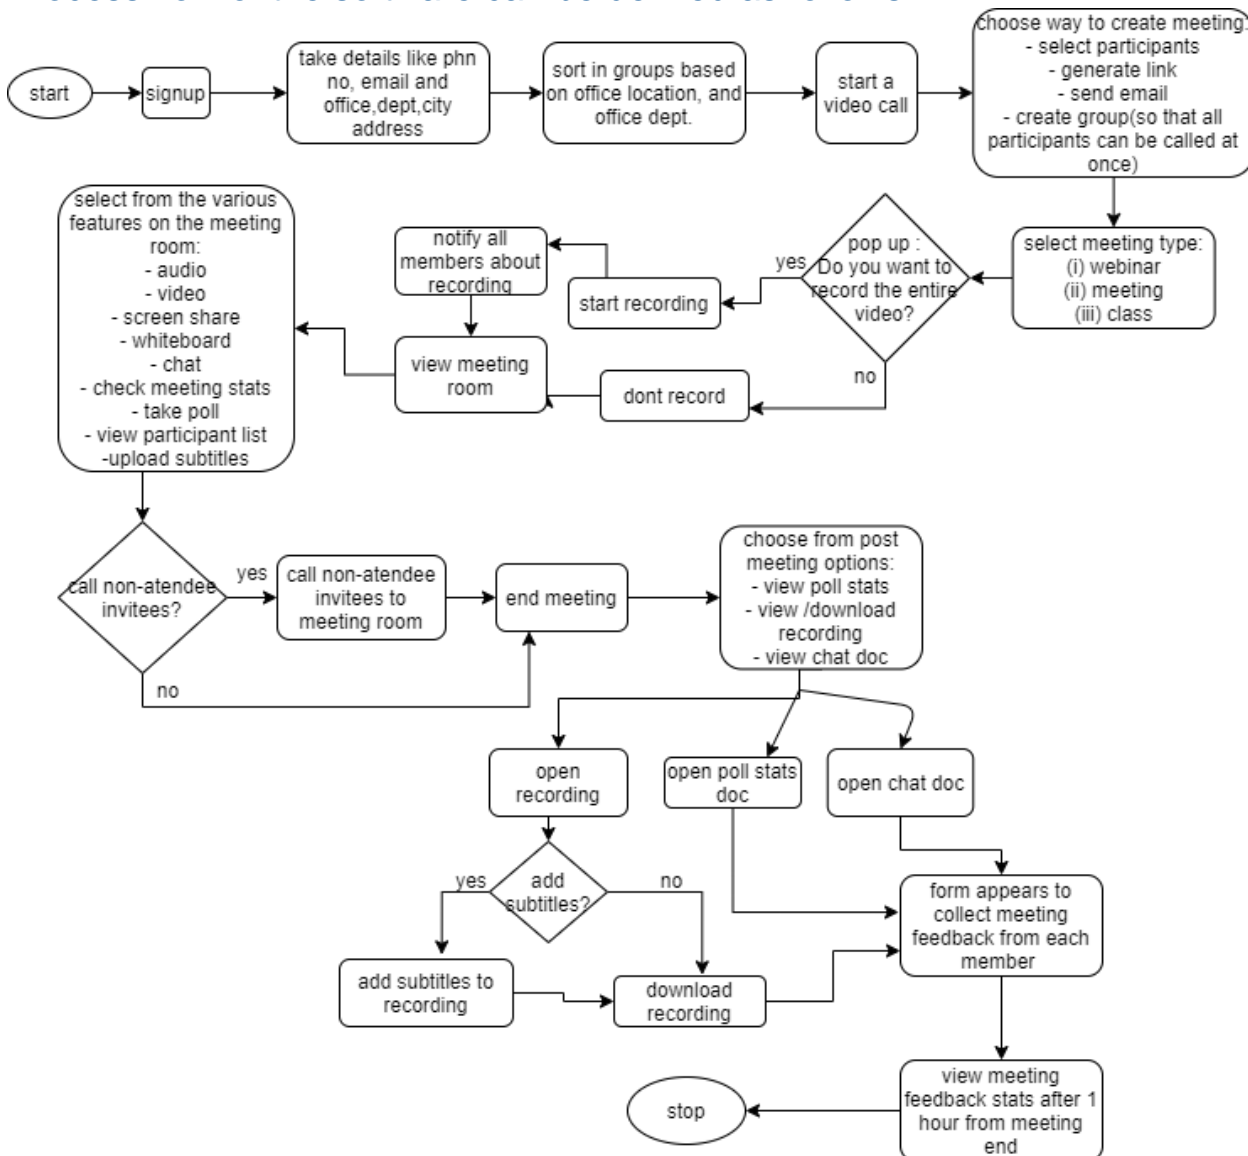 start
signup
take details like phn
no, email and
office,dept,city
address
sort in groups based
on office location, and
office dept.
start a
video call
choose way to create meeting:
- select participants
- generate link
- send email
- create group(so that all
participants can be called at
once)
select from the various
features on the meeting
room:
- audio
- video
- screen share
- whiteboard
- chat
- check meeting stats
- take poll
- view participant list
-upload subtitles
notify all
members about
recording
start recording
yes
pop up :
Do you want to
record the entire
video?
select meeting type:
(i) webinar
(ii) meeting
(iii) class
view meeting
room
dont record
no
call non-atendee
invitees?
yes
no
call non-atendee
invitees to
meeting room
end meeting
choose from post
meeting options:
- view poll stats
- view /download
recording
- view chat doc
open
recording
open poll stats
doc
open chat doc
add
subtitles?
yes
no
form appears to
collect meeting
feedback from each
member
add subtitles to
recording
download
recording
view meeting
feedback stats after 1
hour from meeting
end
stop